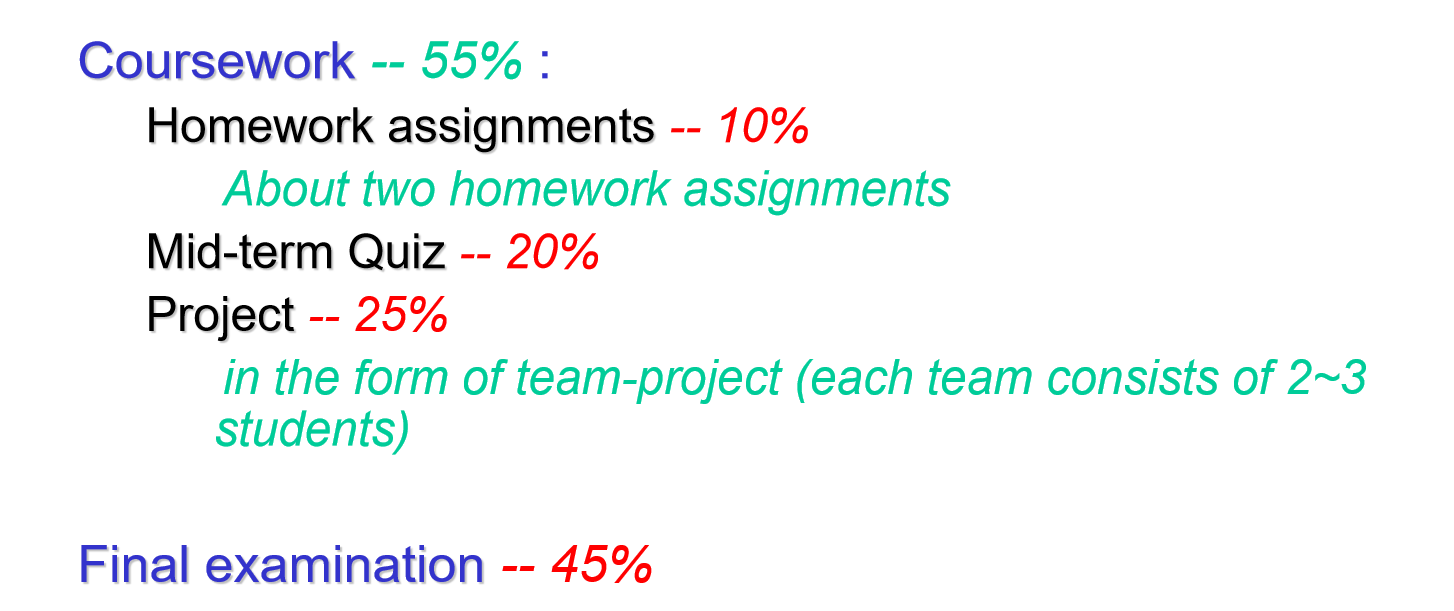 Coursework -- 55% :
Homework assignments -- 10%
About two homework assignments
Mid-term Quiz -- 20%
Project -- 25%
in the form of team-project (each team consists of 2~3
students)
Final examination -- 45%